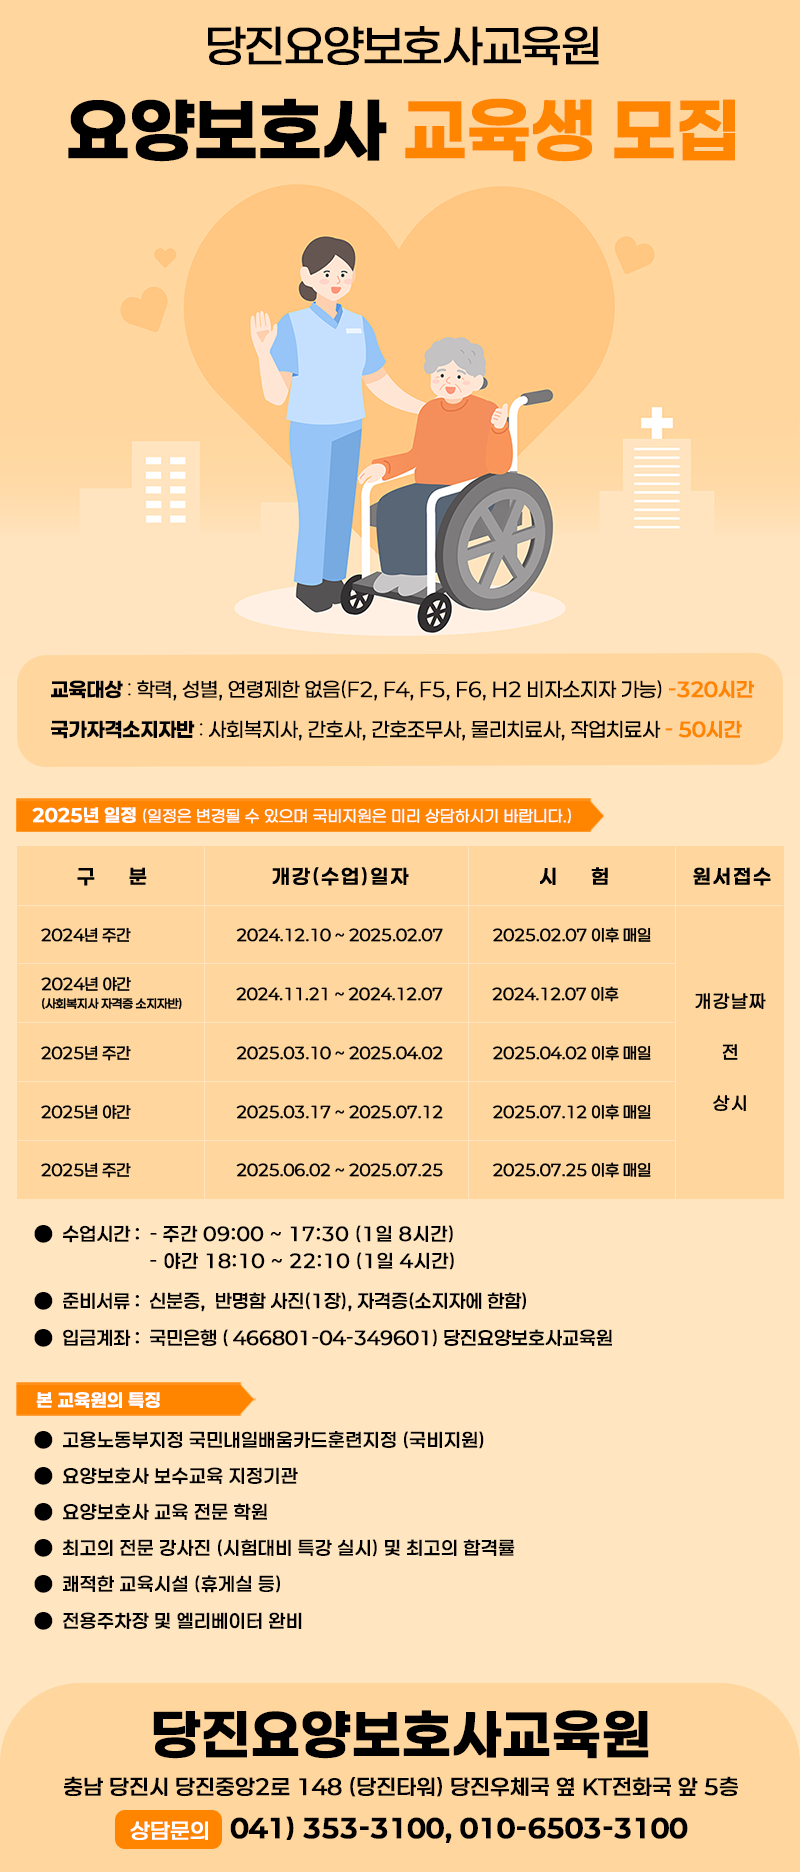 당진요양보호사교육원
요양보호사 교육생 모집
교육대상 : 학력, 성별, 연령제한 없음(F2, F4, F5, F6, H2 비자소지자 가능) -320시간
국가자격소지자반 : 사회복지사, 간호사, 간호조무사, 물리치료사, 작업치료사 - 50시간
2025년 일정 (일정은 변경될 수 있으며 국비지원은 미리 상담하시기 바랍니다.)
구 분 개강(수업)일자 시 험 원서접수
2024년 주간 2024.12.10 ~ 2025.02.07 2025.02.07 이후 매일
2024년 야간
(사회복지사 자격증 소지자반) 2024.11.21 ~ 2024.12.07 2024.12.07 이후
개강날짜
2025년 주간 2025.03.10 ~ 2025.04.02 2025.04.02 이후 매일 전
2025년 야간 2025.03.17 ~ 2025.07.12 2025.07.12 이후 매일 상시
2025년 주간 2025.06.02 ~ 2025.07.25 2025.07.25 이후 매일
● 수업시간 : - 주간 09:00 ~ 17:30 (1일 8시간)
- 야간 18:10 ~ 22:10 (1일 4시간)
● 준비서류 : 신분증, 반명함 사진(1장), 자격증(소지자에 한함)
● 입금계좌 : 국민은행 ( 466801-04-349601) 당진요양보호사교육원
본 교육원의 특징
● 고용노동부지정 국민내일배움카드훈련지정 (국비지원)
● 요양보호사 보수교육 지정기관
● 요양보호사 교육 전문 학원
● 최고의 전문 강사진 (시험대비 특강 실시) 및 최고의 합격률
● 쾌적한 교육시설 (휴게실 등)
● 전용주차장 및 엘리베이터 완비
당진요양보호사교육원
충남 당진시 당진중앙2로 148 (당진타워) 당진우체국 옆 KT전화국 앞 5층
상담문의 041) 353-3100, 010-6503-3100